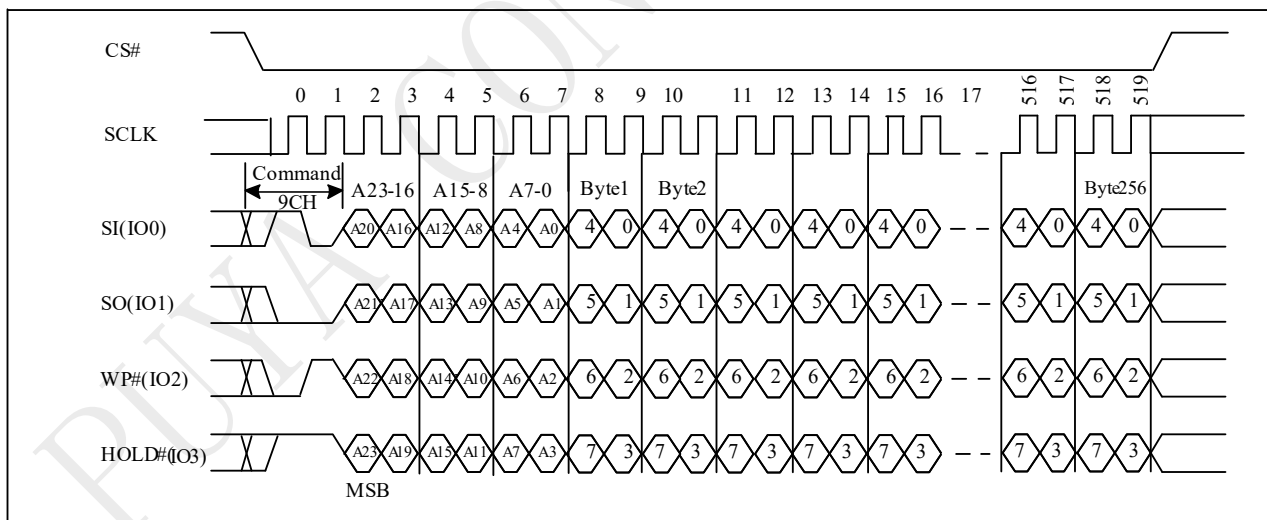 PUYA CON
CS#
0 1 2 3 4 5 6 7 8 9 10 11 12 13 14 15 16 17 516 517 518 519
SCLK
Command
9CH
A23-16 A15-8 A7-0 Byte1 Byte2 Byte256
SI(IO0) A20 A16 A12 A8 A4 A0 4 0 4 0 4 0 4 0 4 0 4 0 4 0
SO(IO1) A21 A17 A13 A9 A5 A1 5 1 5 1 5 1 5 1 5 1 5 1 5 1
WP#(IO2) A22 A18 A14 A10 A6 A2 6 2 6 2 6 2 6 2 6 2 6 2 6 2
HOLD#(IO3) A23 A19 A15 A11 A7 A3 7 3 7 3 7 3 7 3 7 3 7 3 7 3
MSB